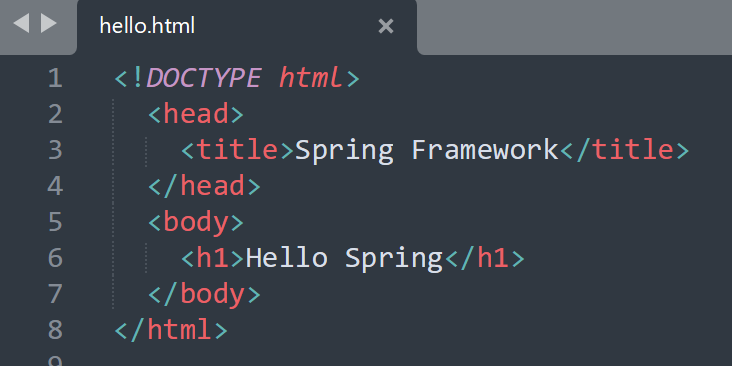 hello.html ×
1 <!DOCTYPE html>
2 <head>
3 <title>Spring Framework</title>
4 </head>
5 <body>
6 <h1>Hello Spring</h1>
7 </body>
8 </html>
9